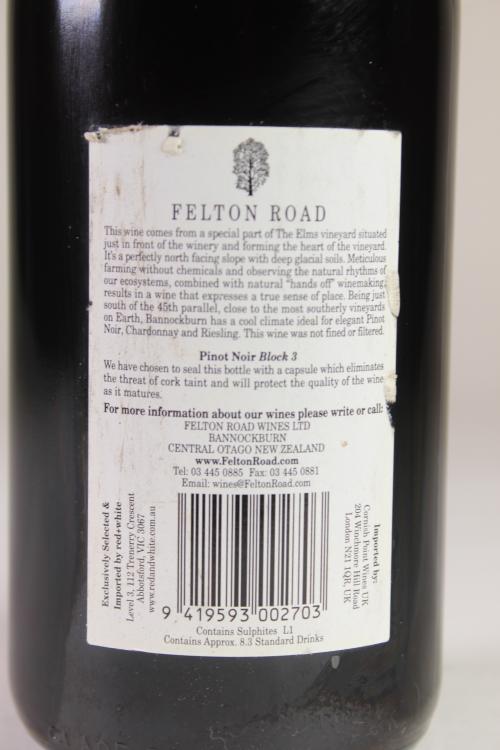 FELTON ROAD
This wine comes from a special part of The Elms vineyard situated
just in front of the winery and forming the heart of the vineyard.
It's a perfectly north facing slope with deep glacial soils. Meticulous
farming without chemicals and observing the natural rhythms of
our ecosystems, combined with natural "hands off" winemaking,
results in a wine that expresses a true sense of place. Being just
south of the 45th parallel, close to the most southerly vineyards
on Earth, Bannockburn has a cool climate ideal for elegant Pinot
Noir, Chardonnay and Riesling. This wine was not fined or filtered.
Pinot Noir Block 3
We have chosen to seal this bottle with a capsule which eliminates
the threat of cork taint and will protect the quality of the wine
as it matures.
For more information about our wines please write or call:
FELTON ROAD WINES LTD
BANNOCKBURN
CENTRAL OTAGO NEW ZEALAND
www.FeltonRoad.com
Tel: 03 445 0885 Fax: 03 445 0881
Email: wines@FeltonRoad.com
Exclusively Selected &
Imported by red+white
Level 3, 112 Trenerry Crescent
Abbotsford, VIC 3067
www.redandwhite.com.au
9 419593 002703
Imported by:
Cornish Point Wines UK
204 Winchmore Hill Road
London N21 1QR, UK
Contains Sulphites L1
Contains Approx. 8.3 Standard Drinks